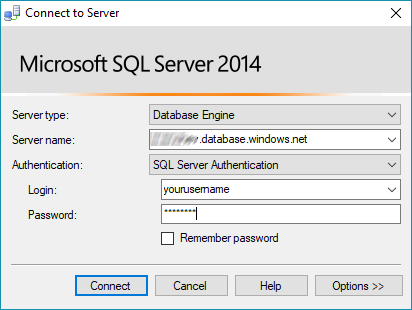 Connect to Server
Microsoft SQL Server 2014
Server type: Database Engine
Server name: .database.windows.net
Authentication: SQL Server Authentication
Login: yourusername
Password: ********
Remember password
Connect Cancel Help Options >>